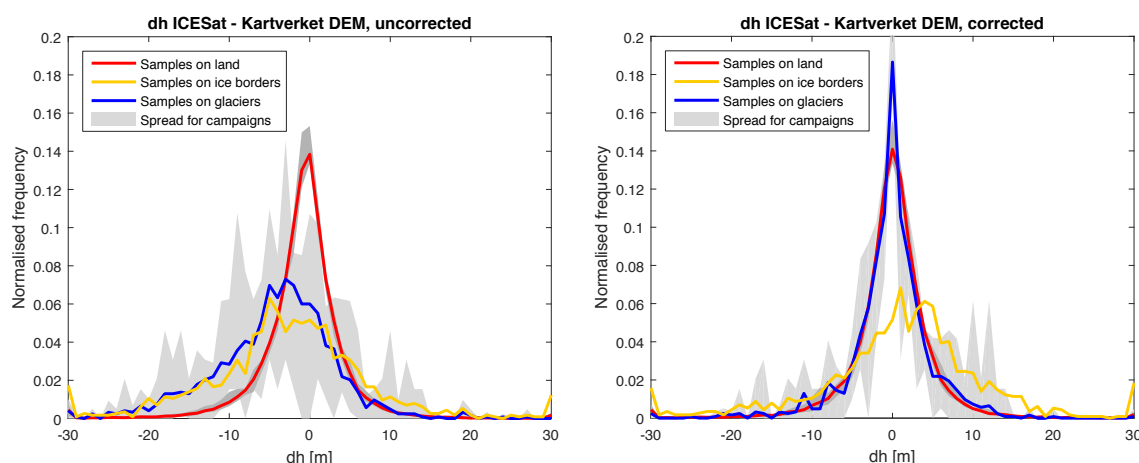 dh ICESat - Kartverket DEM, uncorrected
0.2
0.18
0.16
0.14
0.12
0.1
0.08
0.06
0.04
0.02
0
Normalised frequency
Samples on land
Samples on ice borders
Samples on glaciers
Spread for campaigns
-30 -20 -10 0 10 20 30
dh [m]
dh ICESat - Kartverket DEM, corrected
0.2
0.18
0.16
0.14
0.12
0.1
0.08
0.06
0.04
0.02
0
Normalised frequency
Samples on land
Samples on ice borders
Samples on glaciers
Spread for campaigns
-30 -20 -10 0 10 20 30
dh [m]